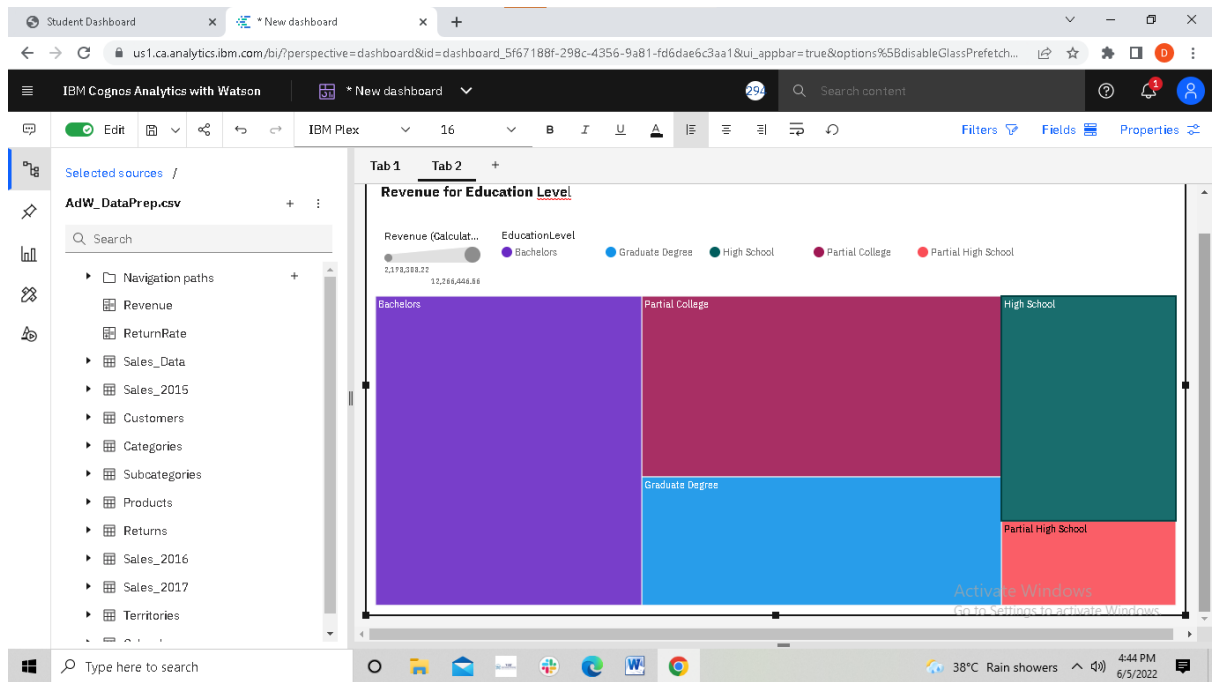 Student Dashboard
* New dashboard
us1.ca.analytics.ibm.com/bi/?perspective=dashboard&id=dashboard_5f67188f-298c-4356-9a81-fd6dae6c3aa1&ui_appbar=true&options%5BdisableGlassPrefetch...
D
IBM Cognos Analytics with Watson
* New dashboard
294
Search content
1
Edit
IBM Plex
16
B I U A
Filters
Fields
Properties
Selected sources /
AdW_DataPrep.csv
Search
Navigation paths
Revenue
ReturnRate
Sales_Data
Sales_2015
Customers
Categories
Subcategories
Products
Returns
Sales_2016
Sales_2017
Territories
Tab 1 Tab 2 +
Revenue for Education Level
Revenue (Calculat...
12,266,446.66
EducationLevel
Bachelors Graduate Degree High School Partial College Partial High School
Bachelors
Partial College
High School
Graduate Degree
Partial High School
Activate Windows
Go to Settings to activate Windows.
Type here to search
W
38°C Rain showers
4:44 PM
6/5/2022